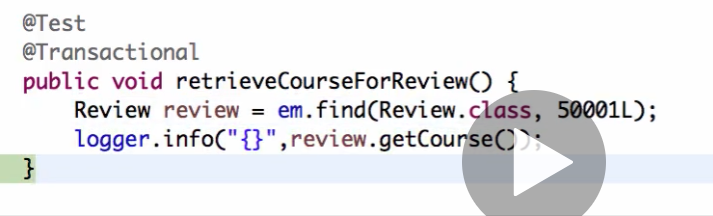 @Test
@Transactional
public void retrieveCourseForReview() {
Review review = em.find(Review.class, 50001L);
logger.info("{}",review.getCourse());
}